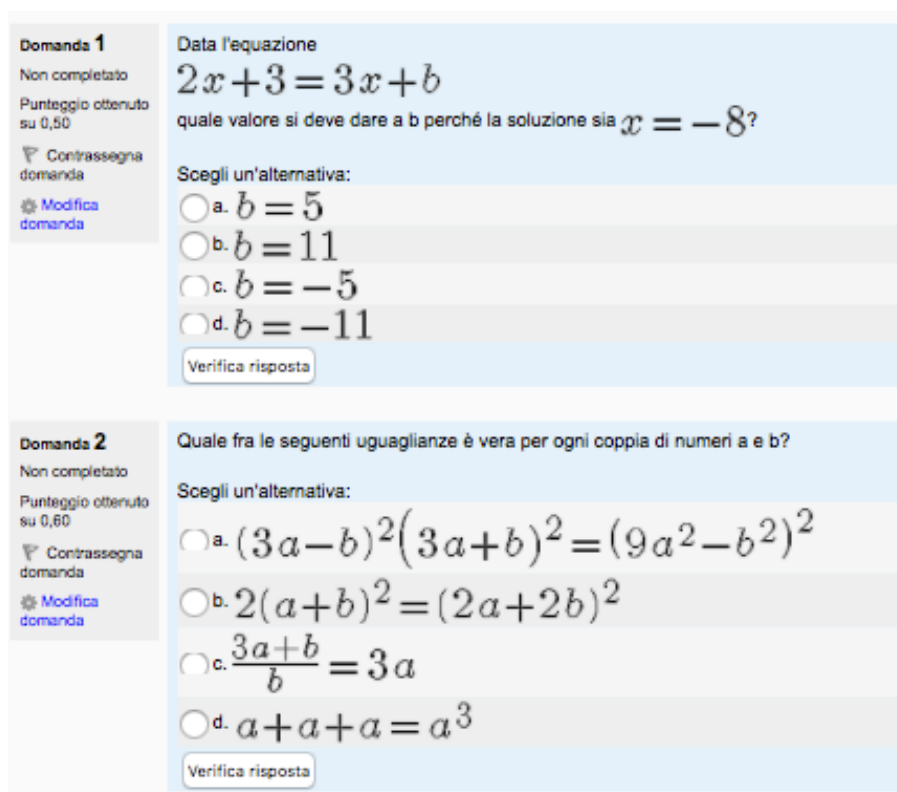 Domanda 1
Non completato
Punteggio ottenuto
su 0,50
Contrassegna
domanda
Modifica
domanda
Data l'equazione
2x+3=3x+b
quale valore si deve dare a b perché la soluzione sia x = −8?
Scegli un'alternativa:
a. b = 5
b. b = 11
c. b = −5
d. b = −11
Verifica risposta
Domanda 2
Non completato
Punteggio ottenuto
su 0,60
Contrassegna
domanda
Modifica
domanda
Quale fra le seguenti uguaglianze è vera per ogni coppia di numeri a e b?
Scegli un'alternativa:
a. (3a−b)²(3a+b)²=(9a²−b²)²
b. 2(a+b)²=(2a+2b)²
c. (3a+b)/b = 3a
d. a+a+a=a³
Verifica risposta